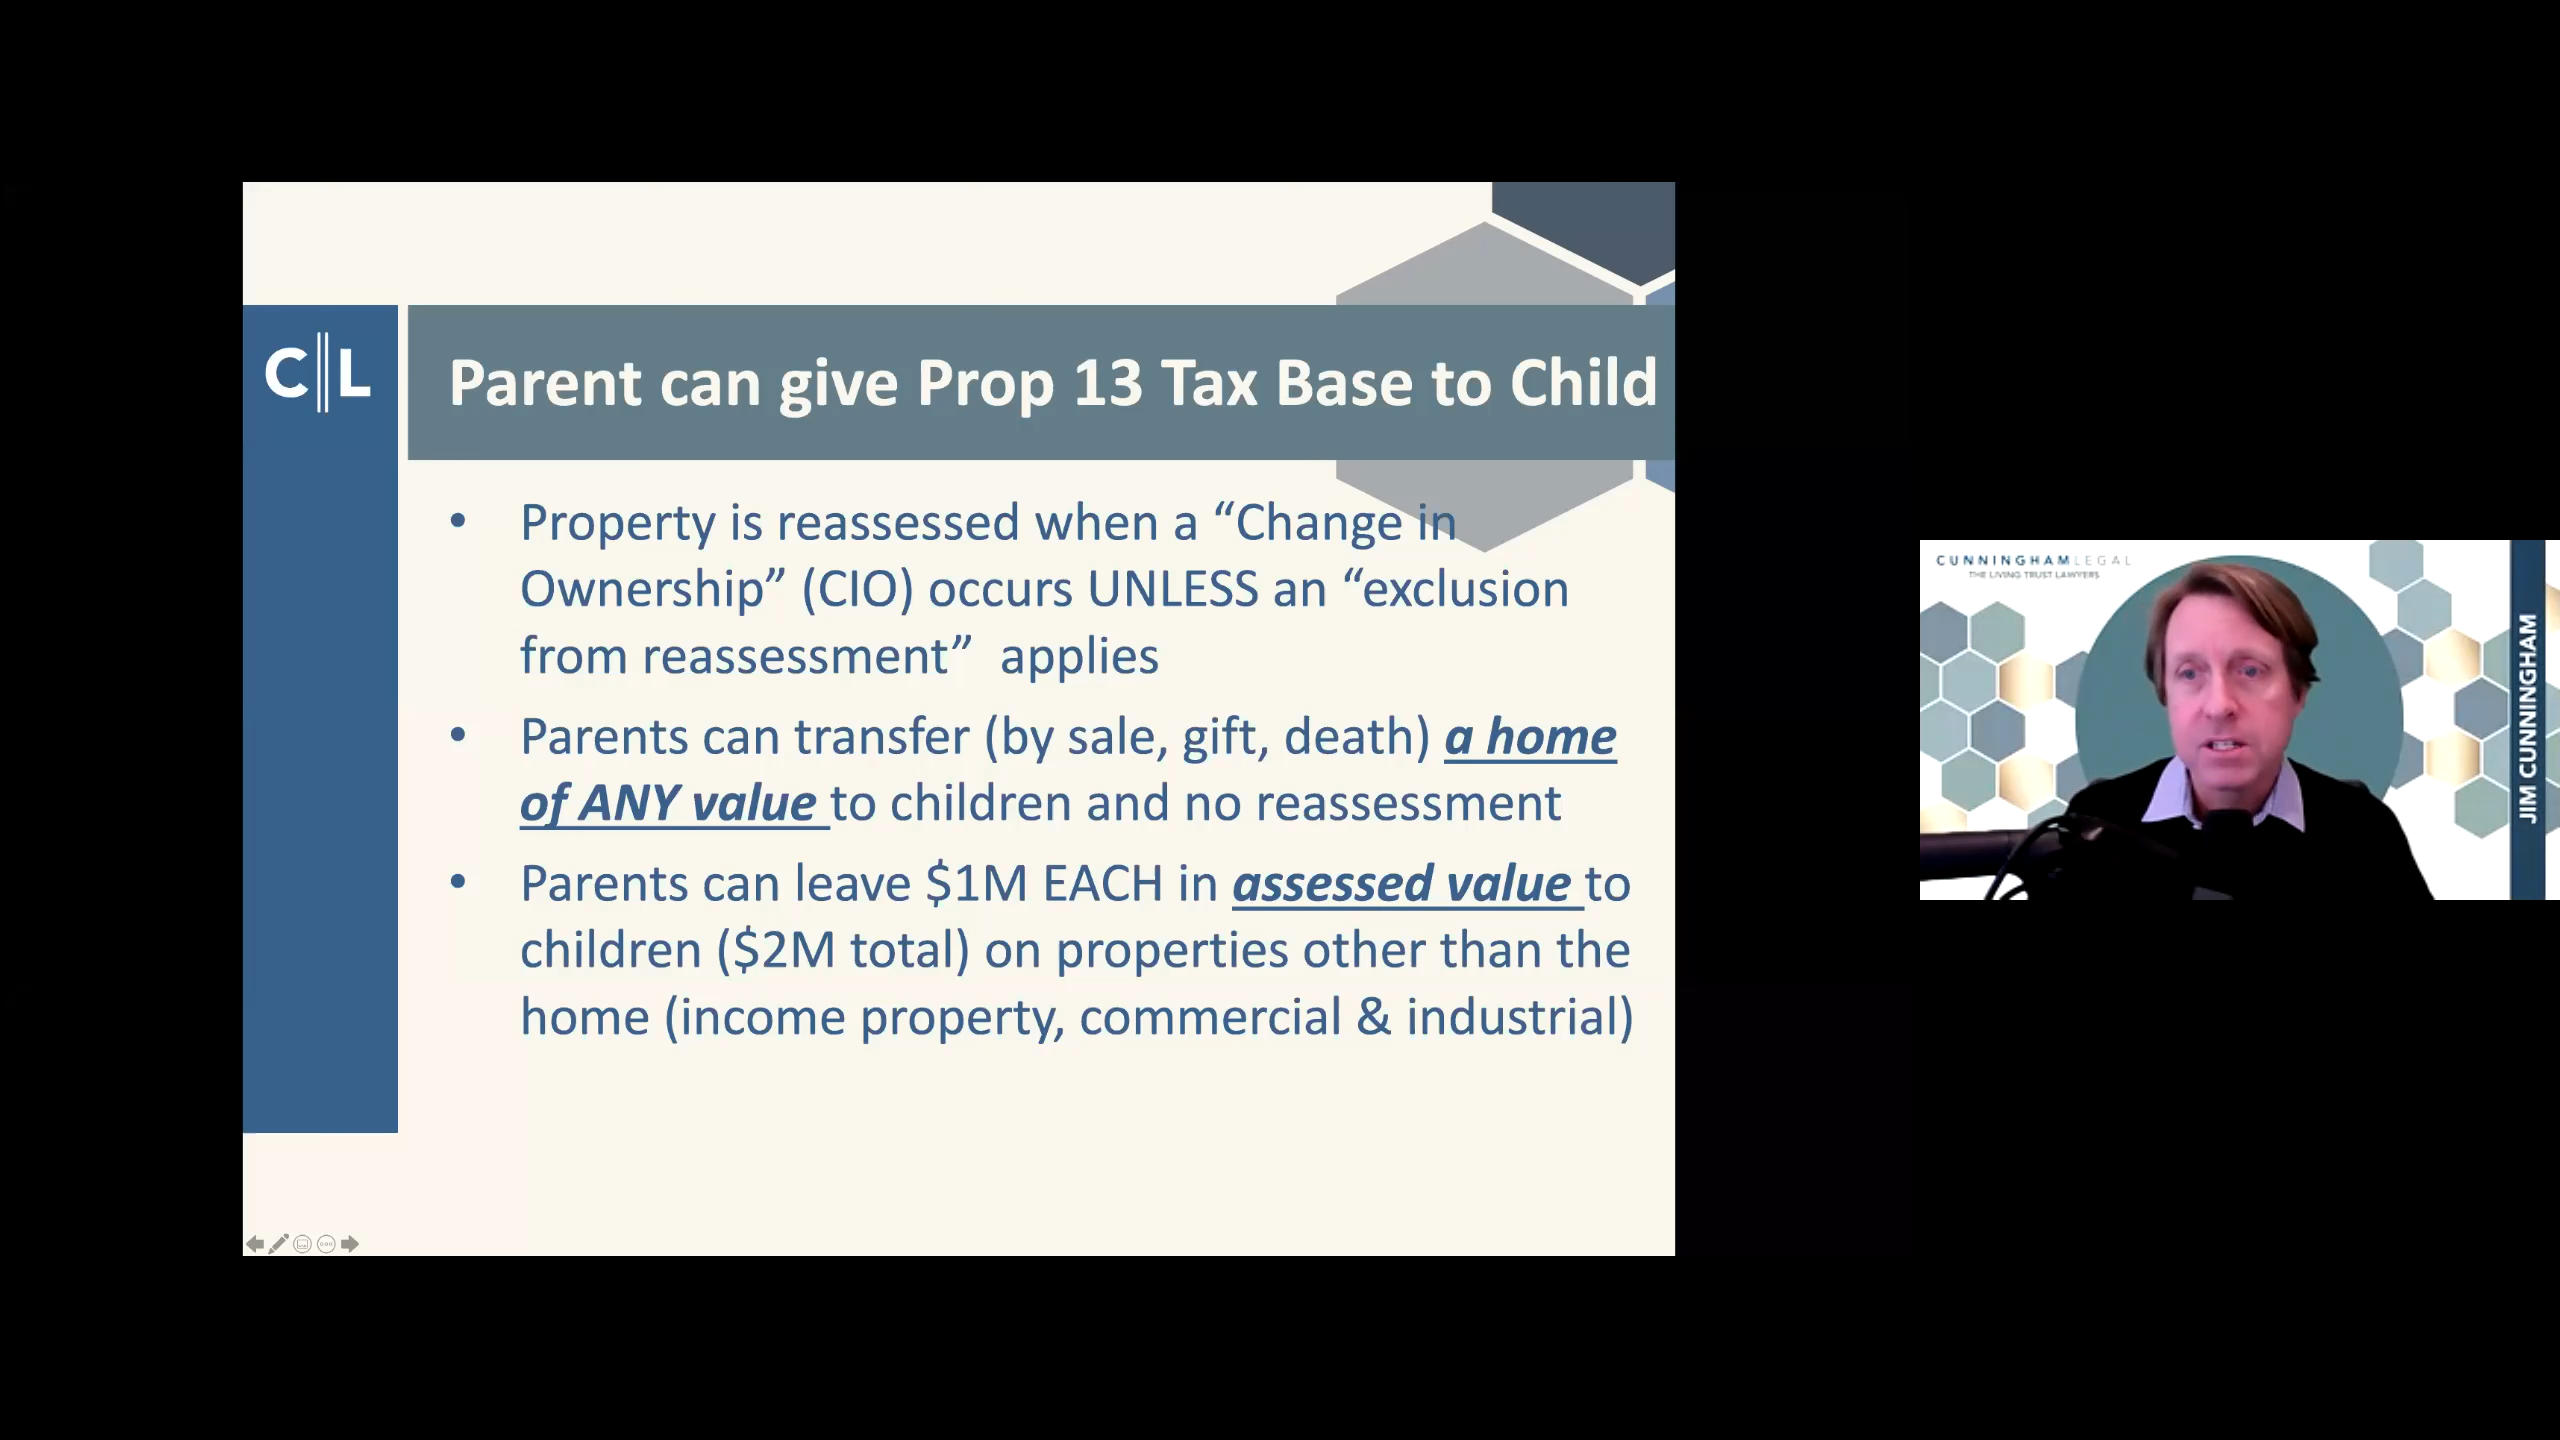 C L
Parent can give Prop 13 Tax Base to Child
• Property is reassessed when a “Change in
Ownership” (CIO) occurs UNLESS an “exclusion
from reassessment”  applies
• Parents can transfer (by sale, gift, death) a home
of ANY value to children and no reassessment
• Parents can leave $1M EACH in assessed value to
children ($2M total) on properties other than the
home (income property, commercial & industrial)
CUNNINGHAMLEGAL
THE LIVING TRUST LAWYERS
JIM CUNNINGHAM